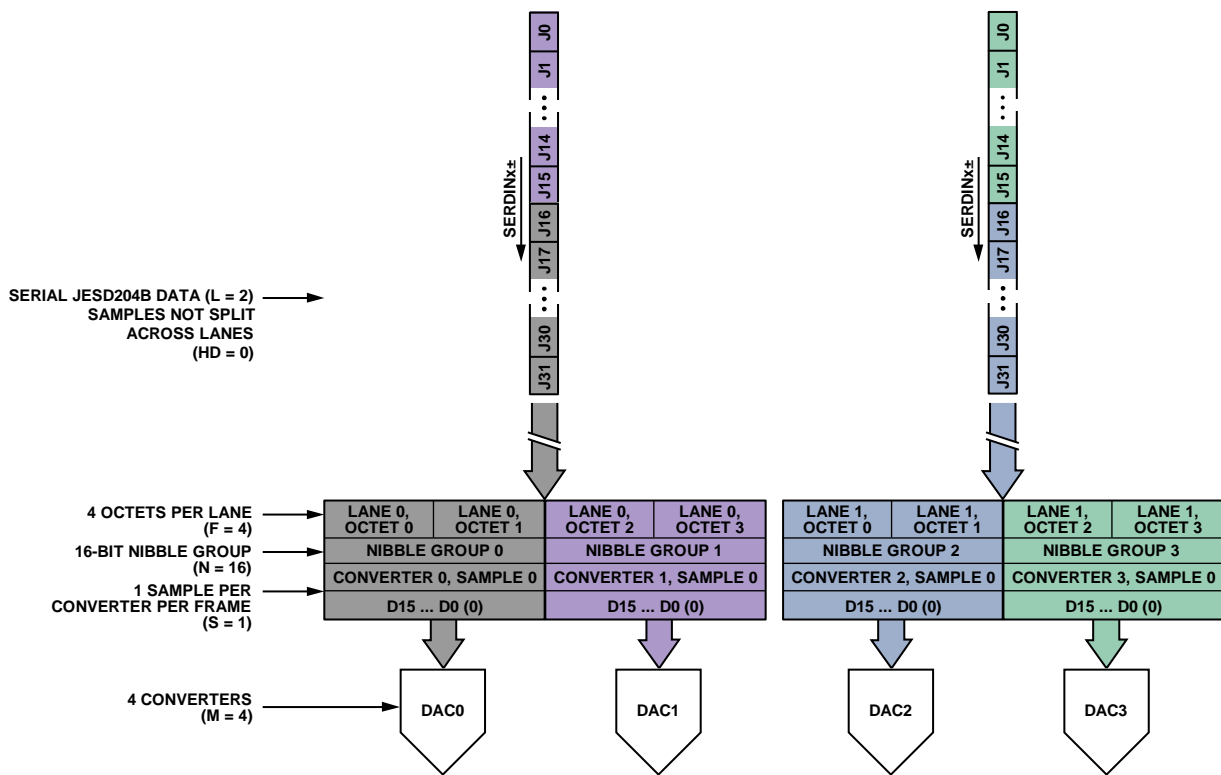 J0
J1
J14
J15
J16
J17
J30
J31
SERDINx±
J0
J1
J14
J15
J16
J17
J30
J31
SERDINx±
SERIAL JESD204B DATA (L = 2)
SAMPLES NOT SPLIT
ACROSS LANES
(HD = 0)
4 OCTETS PER LANE
(F = 4)
LANE 0,
OCTET 0
LANE 0,
OCTET 1
LANE 0,
OCTET 2
LANE 0,
OCTET 3
LANE 1,
OCTET 0
LANE 1,
OCTET 1
LANE 1,
OCTET 2
LANE 1,
OCTET 3
16-BIT NIBBLE GROUP
(N = 16)
NIBBLE GROUP 0
NIBBLE GROUP 1
NIBBLE GROUP 2
NIBBLE GROUP 3
1 SAMPLE PER
CONVERTER PER FRAME
(S = 1)
CONVERTER 0, SAMPLE 0
CONVERTER 1, SAMPLE 0
CONVERTER 2, SAMPLE 0
CONVERTER 3, SAMPLE 0
D15 ... D0 (0)
D15 ... D0 (0)
D15 ... D0 (0)
D15 ... D0 (0)
4 CONVERTERS
(M = 4)
DAC0
DAC1
DAC2
DAC3